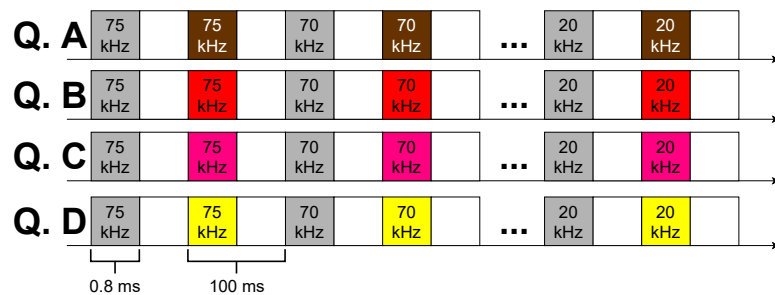 Q. A 75 kHz 75 kHz 70 kHz 70 kHz ... 20 kHz 20 kHz
Q. B 75 kHz 75 kHz 70 kHz 70 kHz ... 20 kHz 20 kHz
Q. C 75 kHz 75 kHz 70 kHz 70 kHz ... 20 kHz 20 kHz
Q. D 75 kHz 75 kHz 70 kHz 70 kHz ... 20 kHz 20 kHz
0.8 ms 100 ms